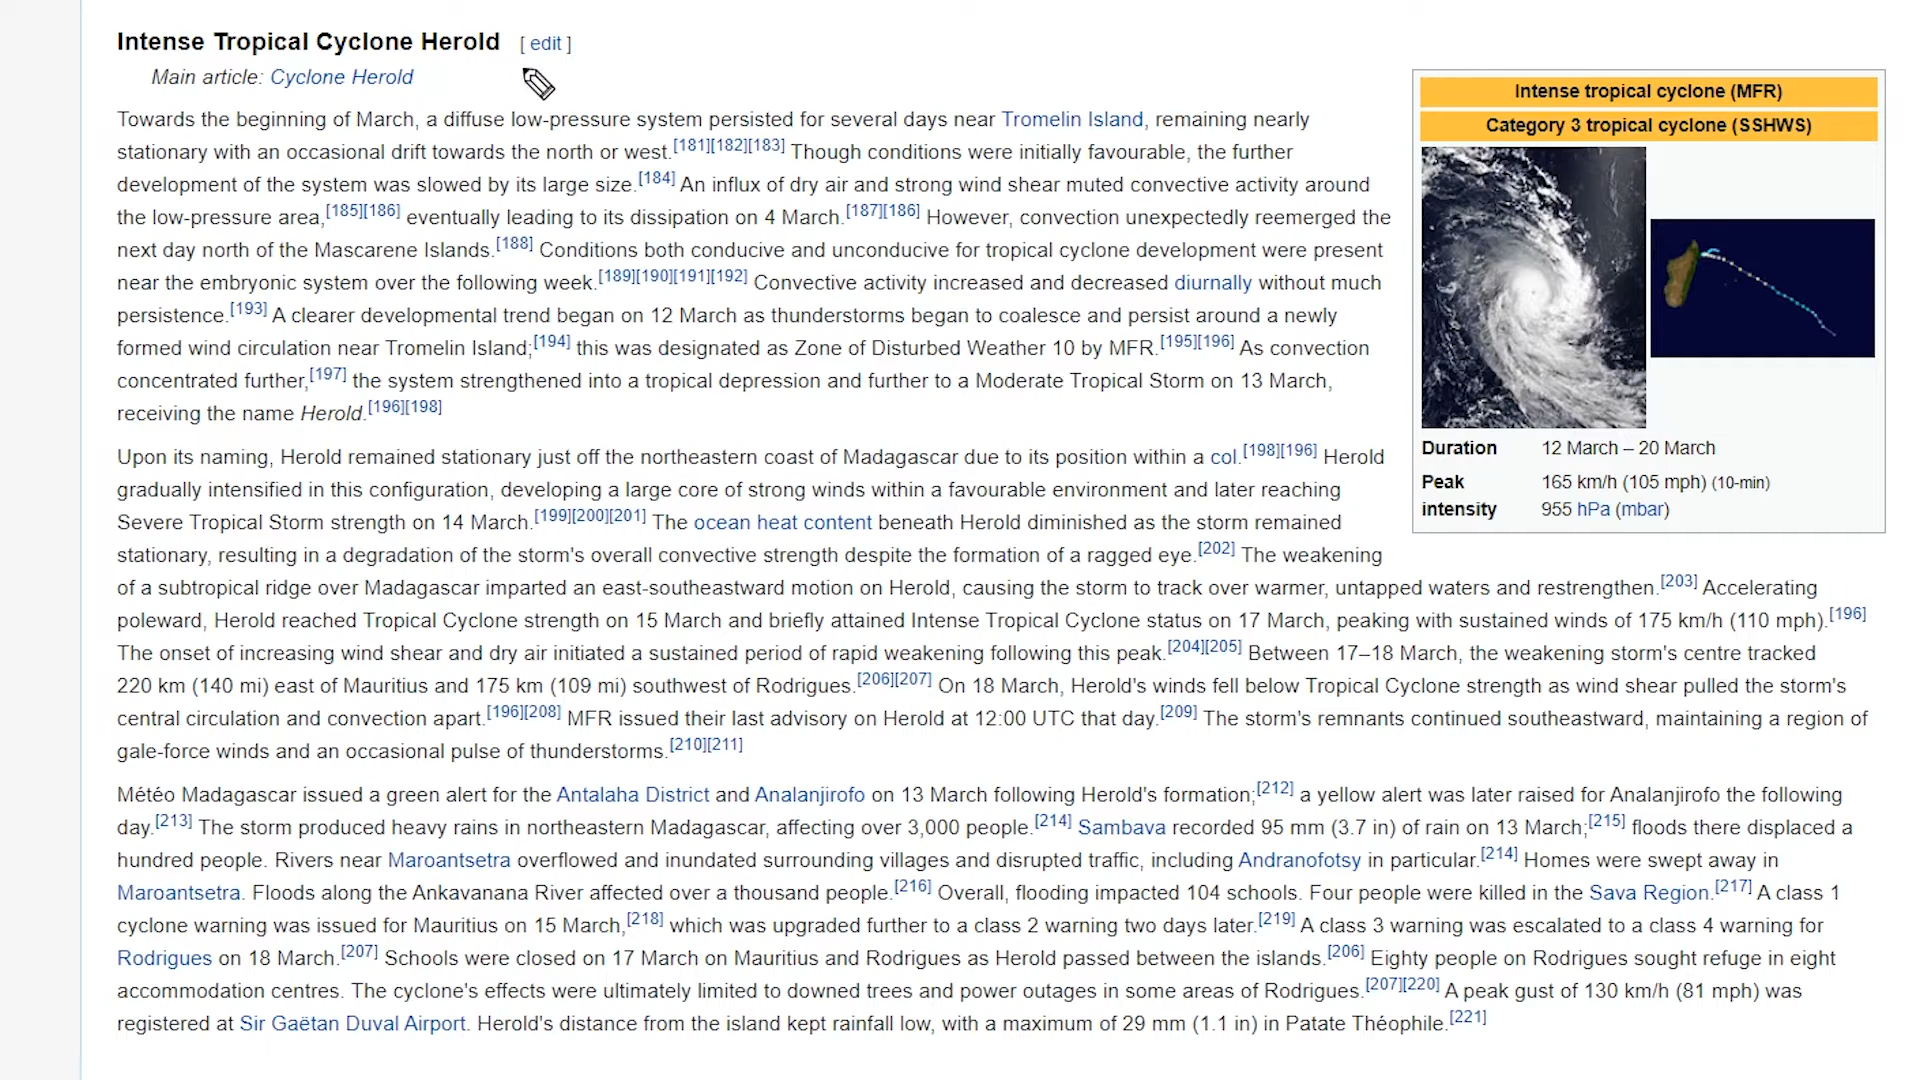 Intense Tropical Cyclone Herold [ edit ]
Main article: Cyclone Herold
Towards the beginning of March, a diffuse low-pressure system persisted for several days near Tromelin Island, remaining nearly
stationary with an occasional drift towards the north or west.[181][182][183] Though conditions were initially favourable, the further
development of the system was slowed by its large size.[184] An influx of dry air and strong wind shear muted convective activity around
the low-pressure area,[185][186] eventually leading to its dissipation on 4 March.[187][186] However, convection unexpectedly reemerged the
next day north of the Mascarene Islands.[188] Conditions both conducive and unconducive for tropical cyclone development were present
near the embryonic system over the following week.[189][190][191][192] Convective activity increased and decreased diurnally without much
persistence.[193] A clearer developmental trend began on 12 March as thunderstorms began to coalesce and persist around a newly
formed wind circulation near Tromelin Island;[194] this was designated as Zone of Disturbed Weather 10 by MFR.[195][196] As convection
concentrated further,[197] the system strengthened into a tropical depression and further to a Moderate Tropical Storm on 13 March,
receiving the name Herold.[196][198]
Intense tropical cyclone (MFR)
Category 3 tropical cyclone (SSHWS)
Duration 12 March – 20 March
Peak 165 km/h (105 mph) (10-min)
intensity 955 hPa (mbar)
Upon its naming, Herold remained stationary just off the northeastern coast of Madagascar due to its position within a col.[198][196] Herold
gradually intensified in this configuration, developing a large core of strong winds within a favourable environment and later reaching
Severe Tropical Storm strength on 14 March.[199][200][201] The ocean heat content beneath Herold diminished as the storm remained
stationary, resulting in a degradation of the storm's overall convective strength despite the formation of a ragged eye.[202] The weakening
of a subtropical ridge over Madagascar imparted an east-southeastward motion on Herold, causing the storm to track over warmer, untapped waters and restrengthen.[203] Accelerating
poleward, Herold reached Tropical Cyclone strength on 15 March and briefly attained Intense Tropical Cyclone status on 17 March, peaking with sustained winds of 175 km/h (110 mph).[196]
The onset of increasing wind shear and dry air initiated a sustained period of rapid weakening following this peak.[204][205] Between 17–18 March, the weakening storm's centre tracked
220 km (140 mi) east of Mauritius and 175 km (109 mi) southwest of Rodrigues.[206][207] On 18 March, Herold's winds fell below Tropical Cyclone strength as wind shear pulled the storm's
central circulation and convection apart.[196][208] MFR issued their last advisory on Herold at 12:00 UTC that day.[209] The storm's remnants continued southeastward, maintaining a region of
gale-force winds and an occasional pulse of thunderstorms.[210][211]
Météo Madagascar issued a green alert for the Antalaha District and Analanjirofo on 13 March following Herold's formation;[212] a yellow alert was later raised for Analanjirofo the following
day.[213] The storm produced heavy rains in northeastern Madagascar, affecting over 3,000 people.[214] Sambava recorded 95 mm (3.7 in) of rain on 13 March;[215] floods there displaced a
hundred people. Rivers near Maroantsetra overflowed and inundated surrounding villages and disrupted traffic, including Andranofotsy in particular.[214] Homes were swept away in
Maroantsetra. Floods along the Ankavanana River affected over a thousand people.[216] Overall, flooding impacted 104 schools. Four people were killed in the Sava Region.[217] A class 1
cyclone warning was issued for Mauritius on 15 March,[218] which was upgraded further to a class 2 warning two days later.[219] A class 3 warning was escalated to a class 4 warning for
Rodrigues on 18 March.[207] Schools were closed on 17 March on Mauritius and Rodrigues as Herold passed between the islands.[206] Eighty people on Rodrigues sought refuge in eight
accommodation centres. The cyclone's effects were ultimately limited to downed trees and power outages in some areas of Rodrigues.[207][220] A peak gust of 130 km/h (81 mph) was
registered at Sir Gaëtan Duval Airport. Herold's distance from the island kept rainfall low, with a maximum of 29 mm (1.1 in) in Patate Théophile.[221]